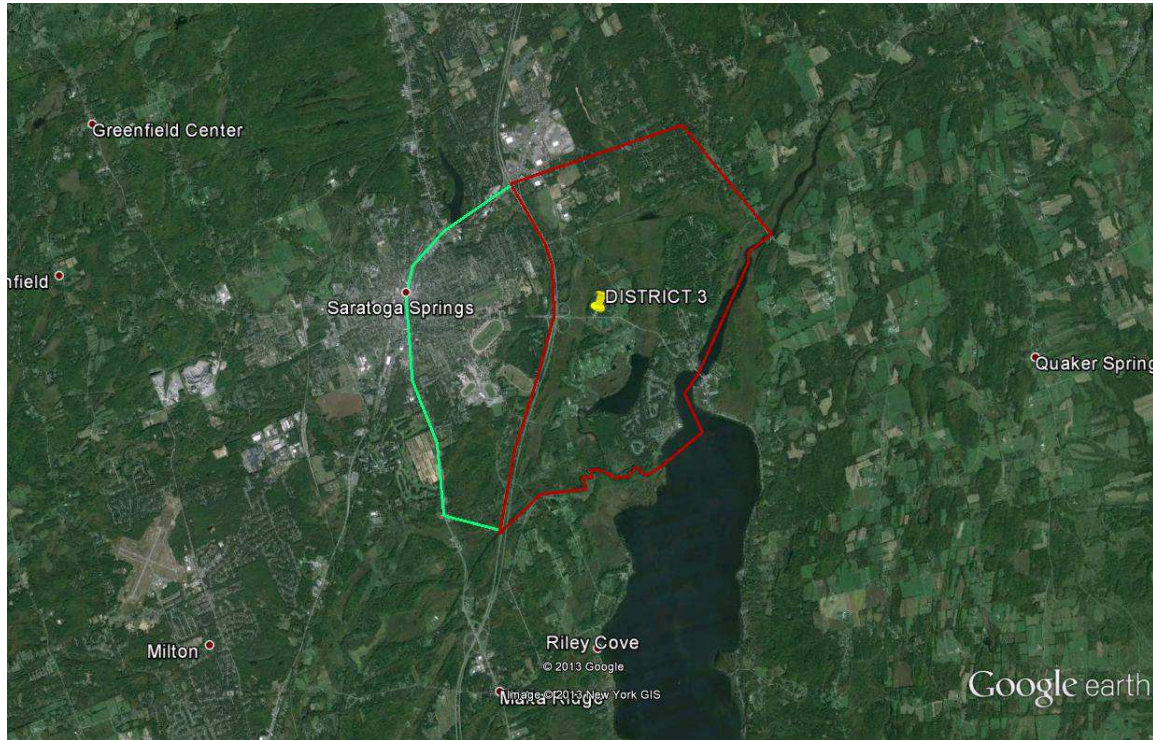 Greenfield Center
nfield
DISTRICT 3
Saratoga Springs
Quaker Spring
Milton
Riley Cove
© 2013 Google
Image © 2013 New York GIS
Malta Ridge
Google earth